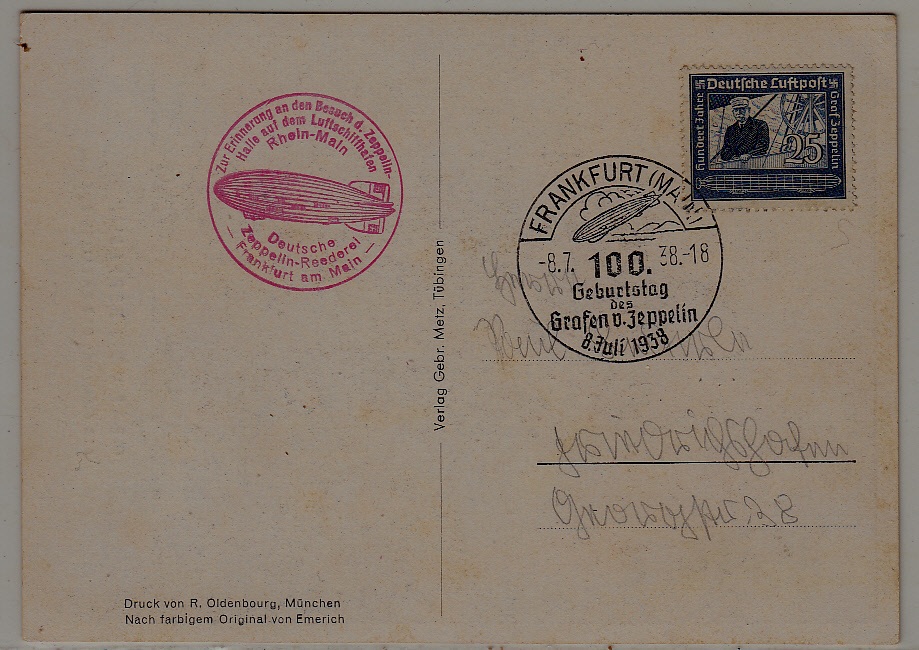 Zur Erinnerung an den Besuch d. Zeppelin-
Halle auf dem Luftschiffhafen
Rhein-Main
Deutsche
Zeppelin-Reederei
— Frankfurt am Main —
Verlag Gebr. Metz, Tübingen
Deutsche Luftpost
Hundert Jahre
Graf Zeppelin
25
FRANKFURT (MAIN)
-8.7. 38.-18
100.
Geburtstag
des
Grafen v. Zeppelin
8. Juli 1938
Friedrichshafen
28
Druck von R. Oldenbourg, München
Nach farbigem Original von Emerich